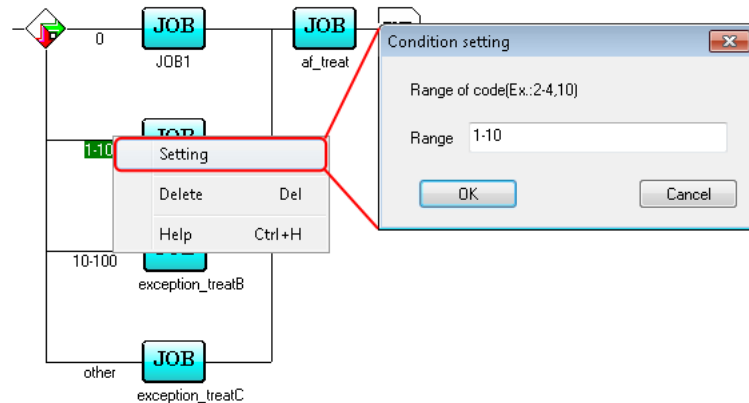 0
JOB
JOB1
JOB
af_treat
Condition setting
Range of code(Ex.:2-4,10)
Range 1-10
OK Cancel
1-10
JOB
Setting
Delete Del
Help Ctrl+H
10-100
exception_treatB
other
JOB
exception_treatC